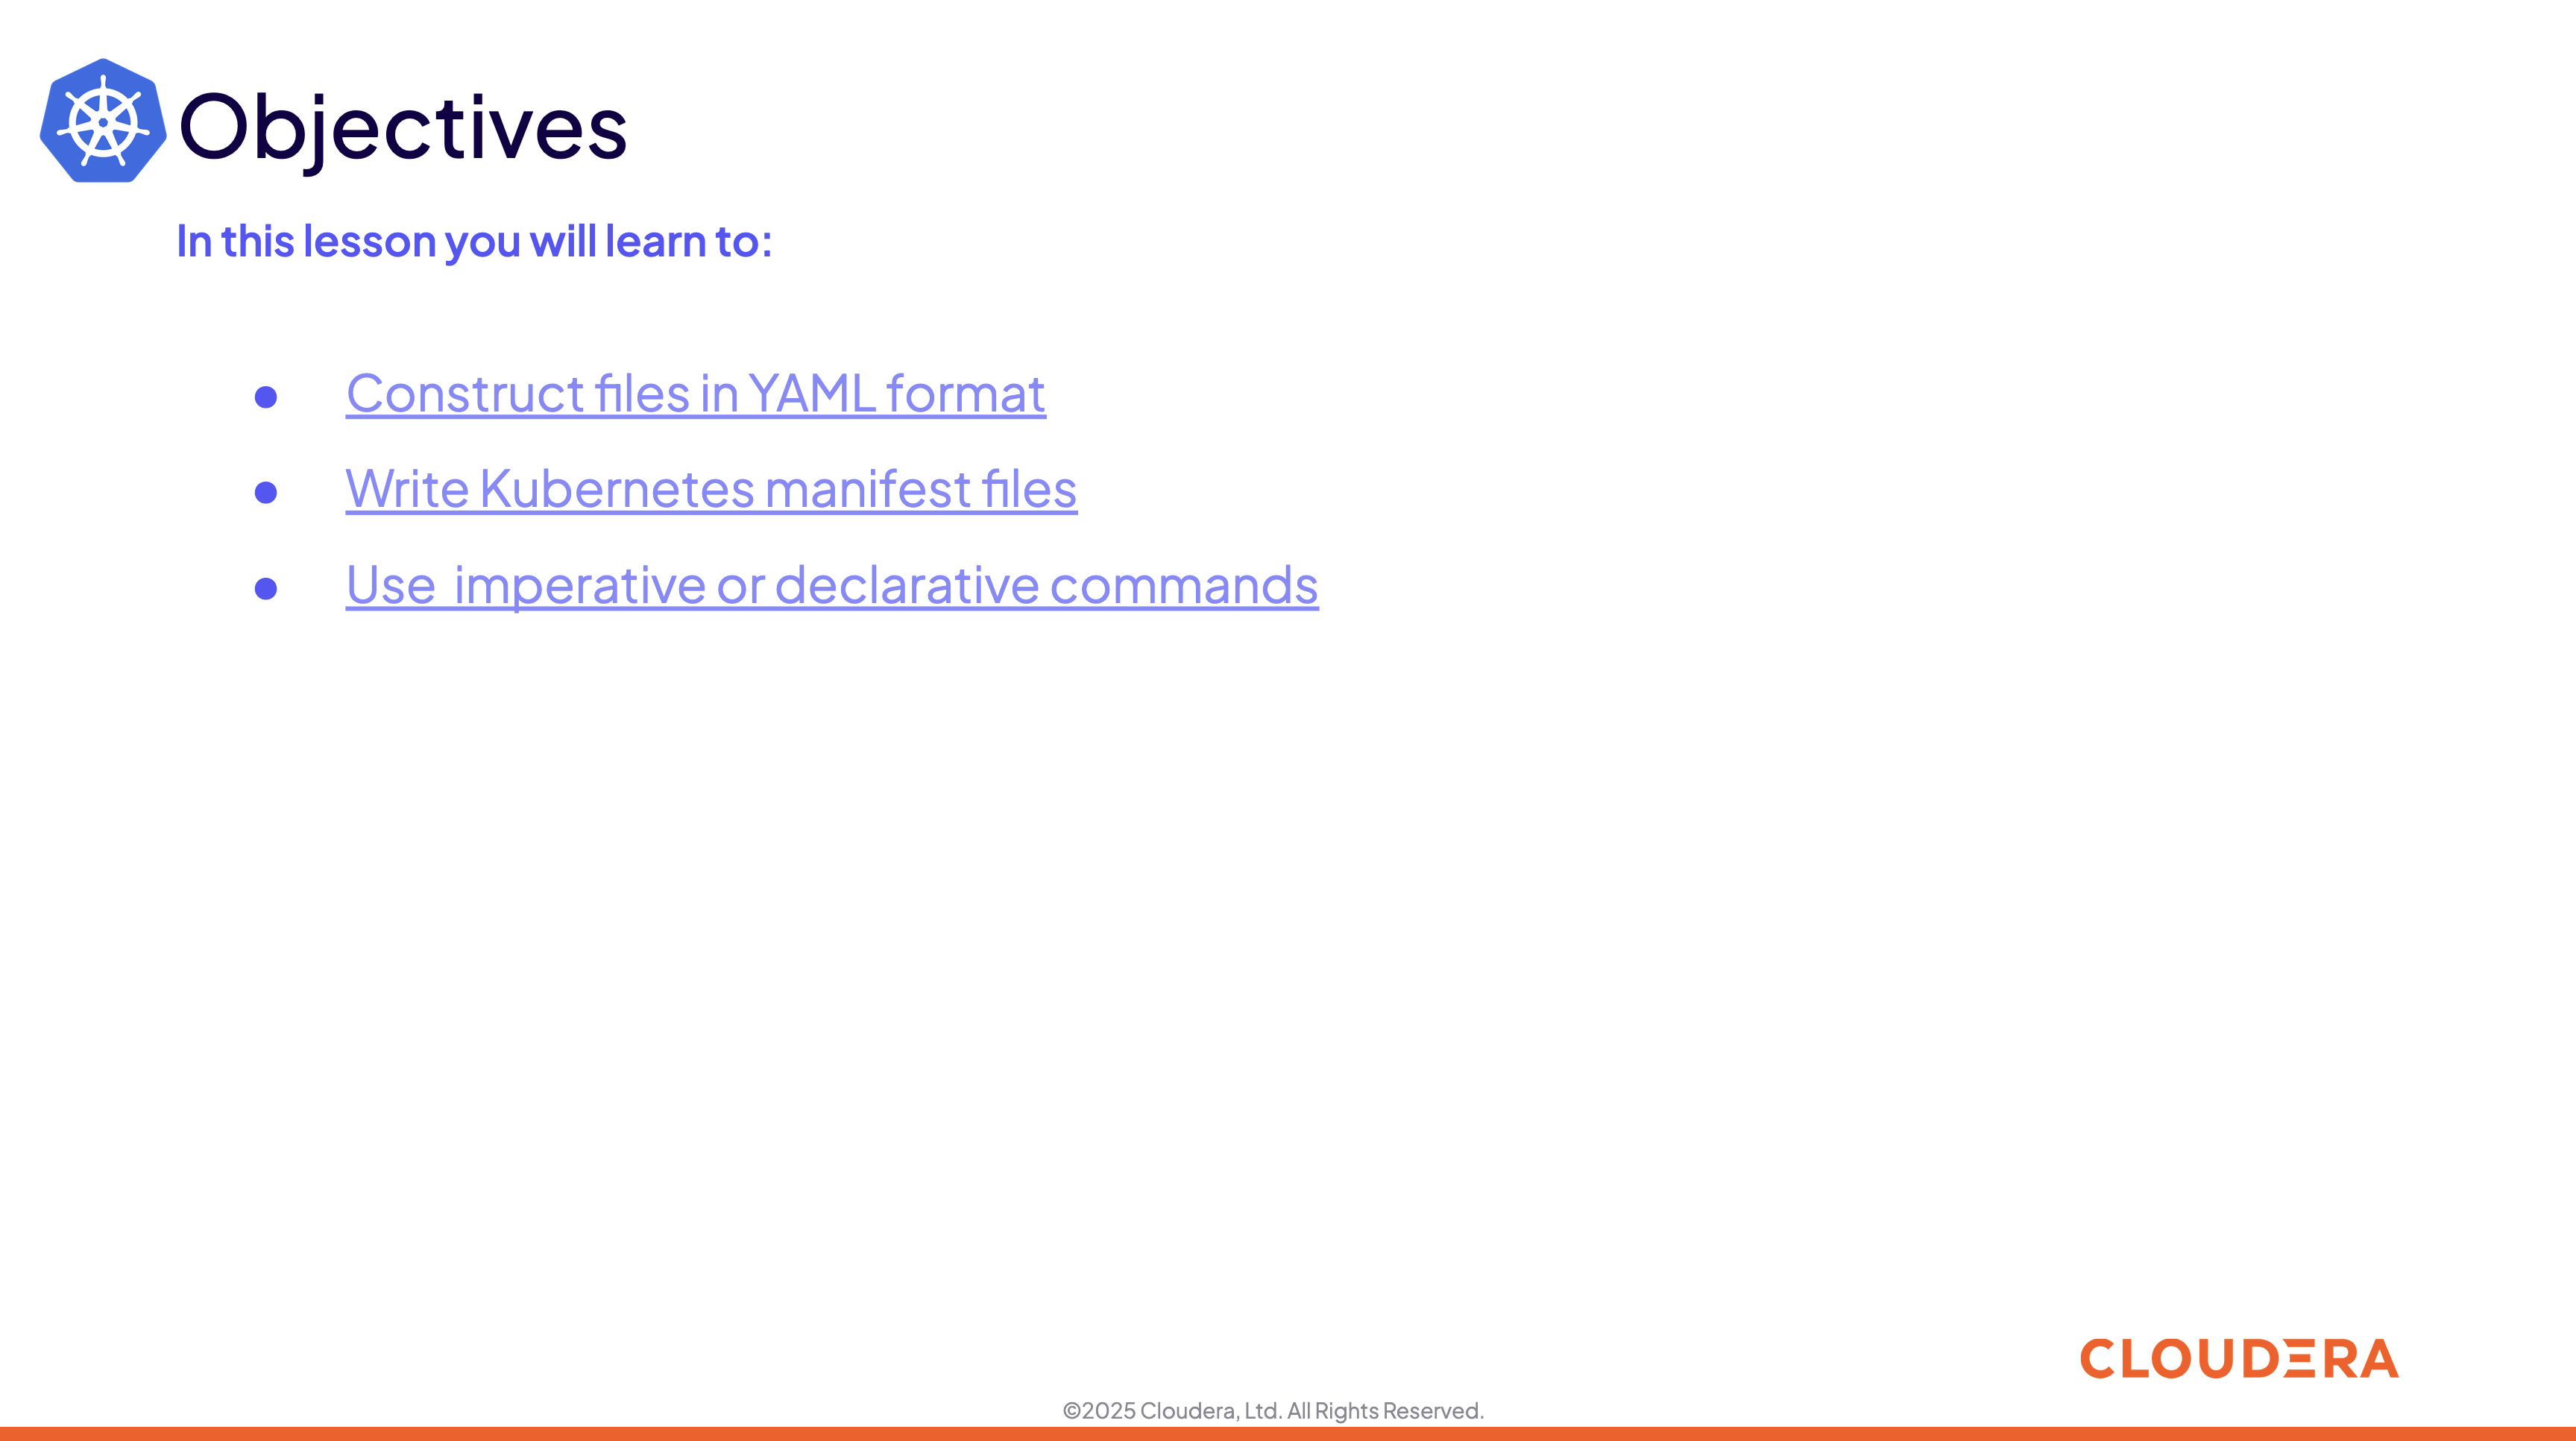 Objectives
In this lesson you will learn to:
● Construct files in YAML format
● Write Kubernetes manifest files
● Use  imperative or declarative commands
CLOUDERA
©2025 Cloudera, Ltd. All Rights Reserved.